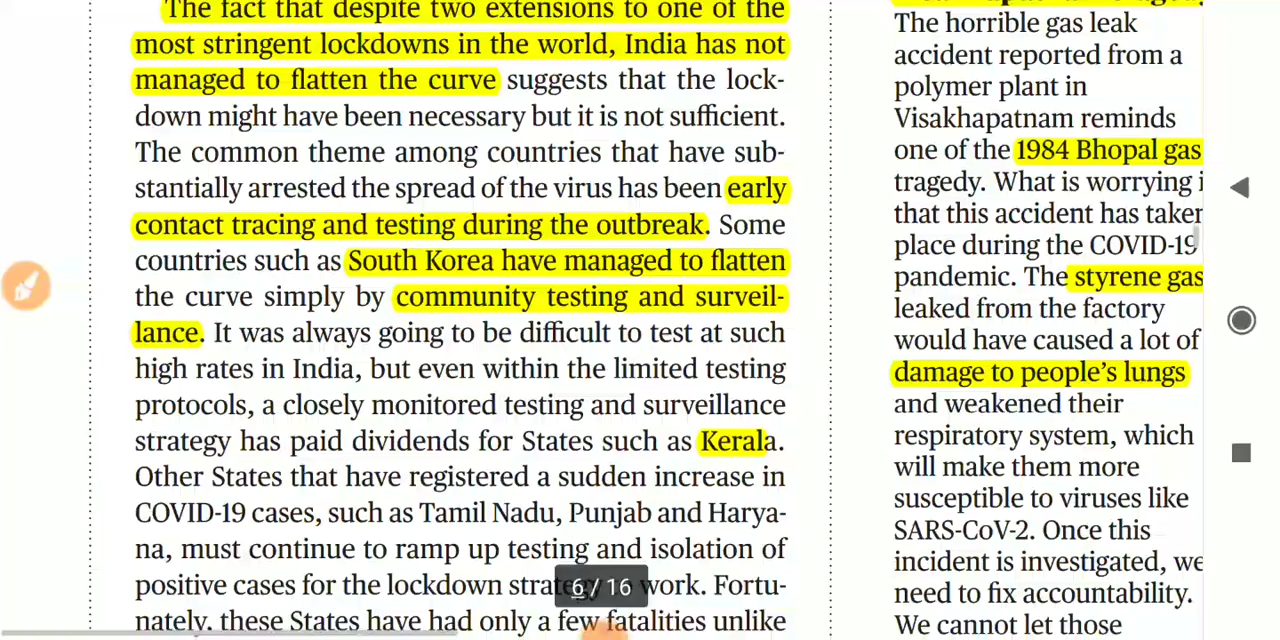 The fact that despite two extensions to one of the
most stringent lockdowns in the world, India has not
managed to flatten the curve suggests that the lock-
down might have been necessary but it is not sufficient.
The common theme among countries that have sub-
stantially arrested the spread of the virus has been early
contact tracing and testing during the outbreak. Some
countries such as South Korea have managed to flatten
the curve simply by community testing and surveil-
lance. It was always going to be difficult to test at such
high rates in India, but even within the limited testing
protocols, a closely monitored testing and surveillance
strategy has paid dividends for States such as Kerala.
Other States that have registered a sudden increase in
COVID-19 cases, such as Tamil Nadu, Punjab and Harya-
na, must continue to ramp up testing and isolation of
positive cases for the lockdown work. Fortu-
nately, these States have had only a few fatalities unlike
6 / 16
The horrible gas leak
accident reported from a
polymer plant in
Visakhapatnam reminds
one of the 1984 Bhopal gas
tragedy. What is worrying
that this accident has taken
place during the COVID-19
pandemic. The styrene gas
leaked from the factory
would have caused a lot of
damage to people's lungs
and weakened their
respiratory system, which
will make them more
susceptible to viruses like
SARS-CoV-2. Once this
incident is investigated, we
need to fix accountability.
We cannot let those